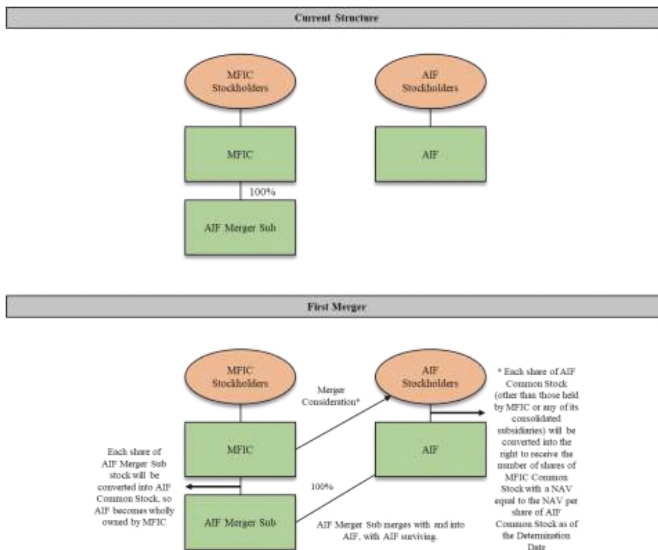 Current Structure
MFIC
Stockholders
AIF
Stockholders
MFIC
AIF
100%
AIF Merger Sub
First Merger
MFIC
Stockholders
AIF
Stockholders
Merger
Consideration*
* Each share of AIF
Common Stock
(other than those held
by MFIC or any of its
consolidated
subsidiaries) will be
converted into the
right to receive the
number of shares of
MFIC Common
Stock with a NAV
equal to the NAV per
share of AIF
Common Stock as of
the Determination
Date
MFIC
AIF
Each share of
AIF Merger Sub
stock will be
converted into AIF
Common Stock, so
AIF becomes wholly
owned by MFIC
100%
AIF Merger Sub
AIF Merger Sub merges with and into
AIF, with AIF surviving.